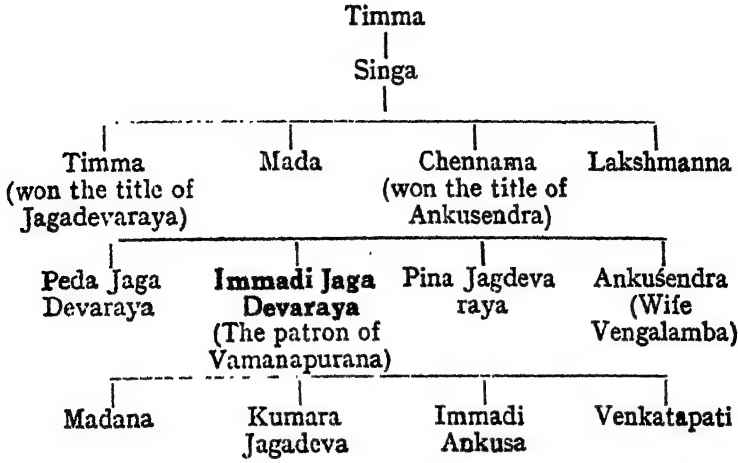 Timma
Singa
Timma Mada Chennama Lakshmanna
(won the title of (won the title of
Jagadevaraya) Ankusendra)
Peda Jaga Immadi Jaga Pina Jagdeva Ankuśendra
Devaraya Devaraya raya (Wife
(The patron of Vengalamba)
Vamanapurana)
Madana Kumara Immadi Venkatapati
Jagadeva Ankusa